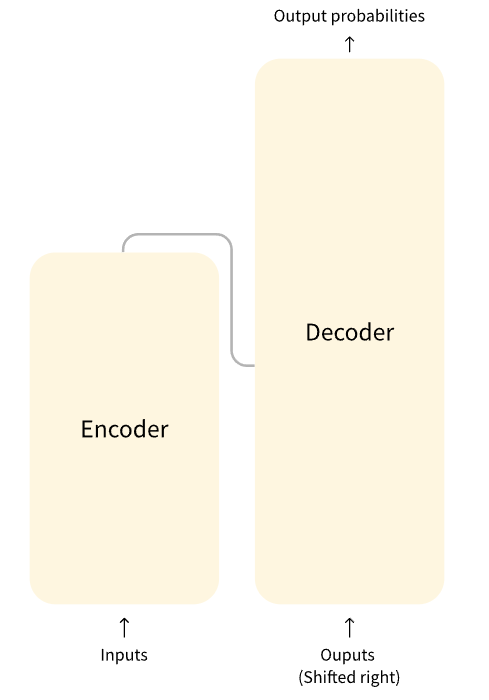 Output probabilities
Decoder
Encoder
Inputs
Ouputs
(Shifted right)